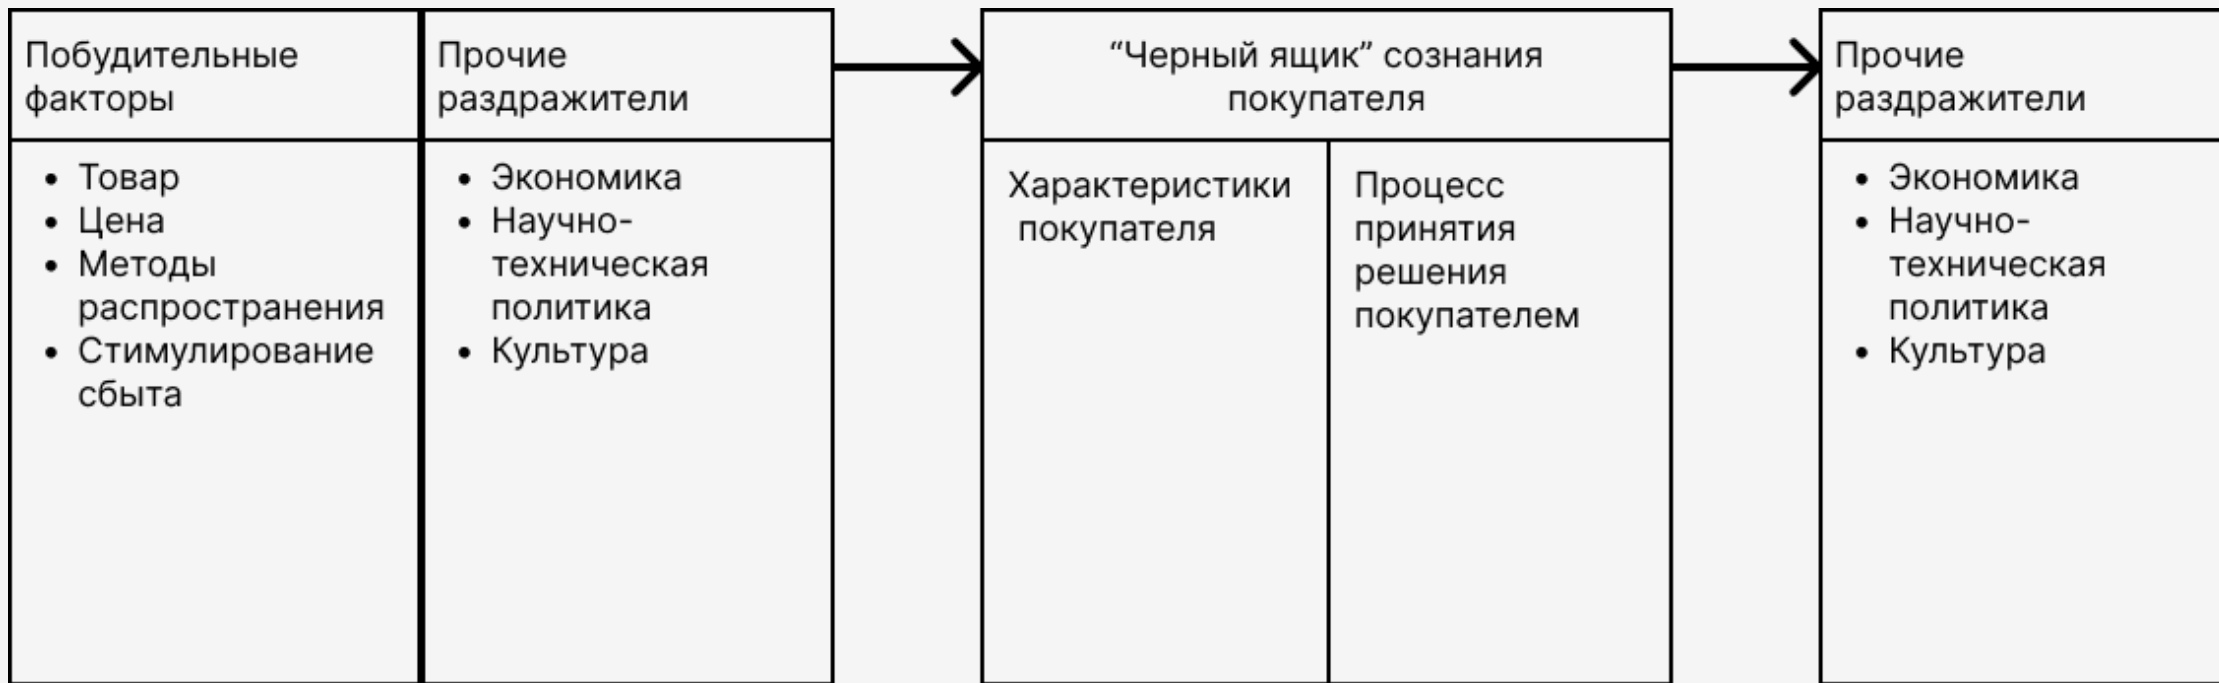 Побудительные
факторы
• Товар
• Цена
• Методы
распространения
• Стимулирование
сбыта
Прочие
раздражители
• Экономика
• Научно-
техническая
политика
• Культура
“Черный ящик” сознания
покупателя
Характеристики
покупателя
Процесс
принятия
решения
покупателем
Прочие
раздражители
• Экономика
• Научно-
техническая
политика
• Культура